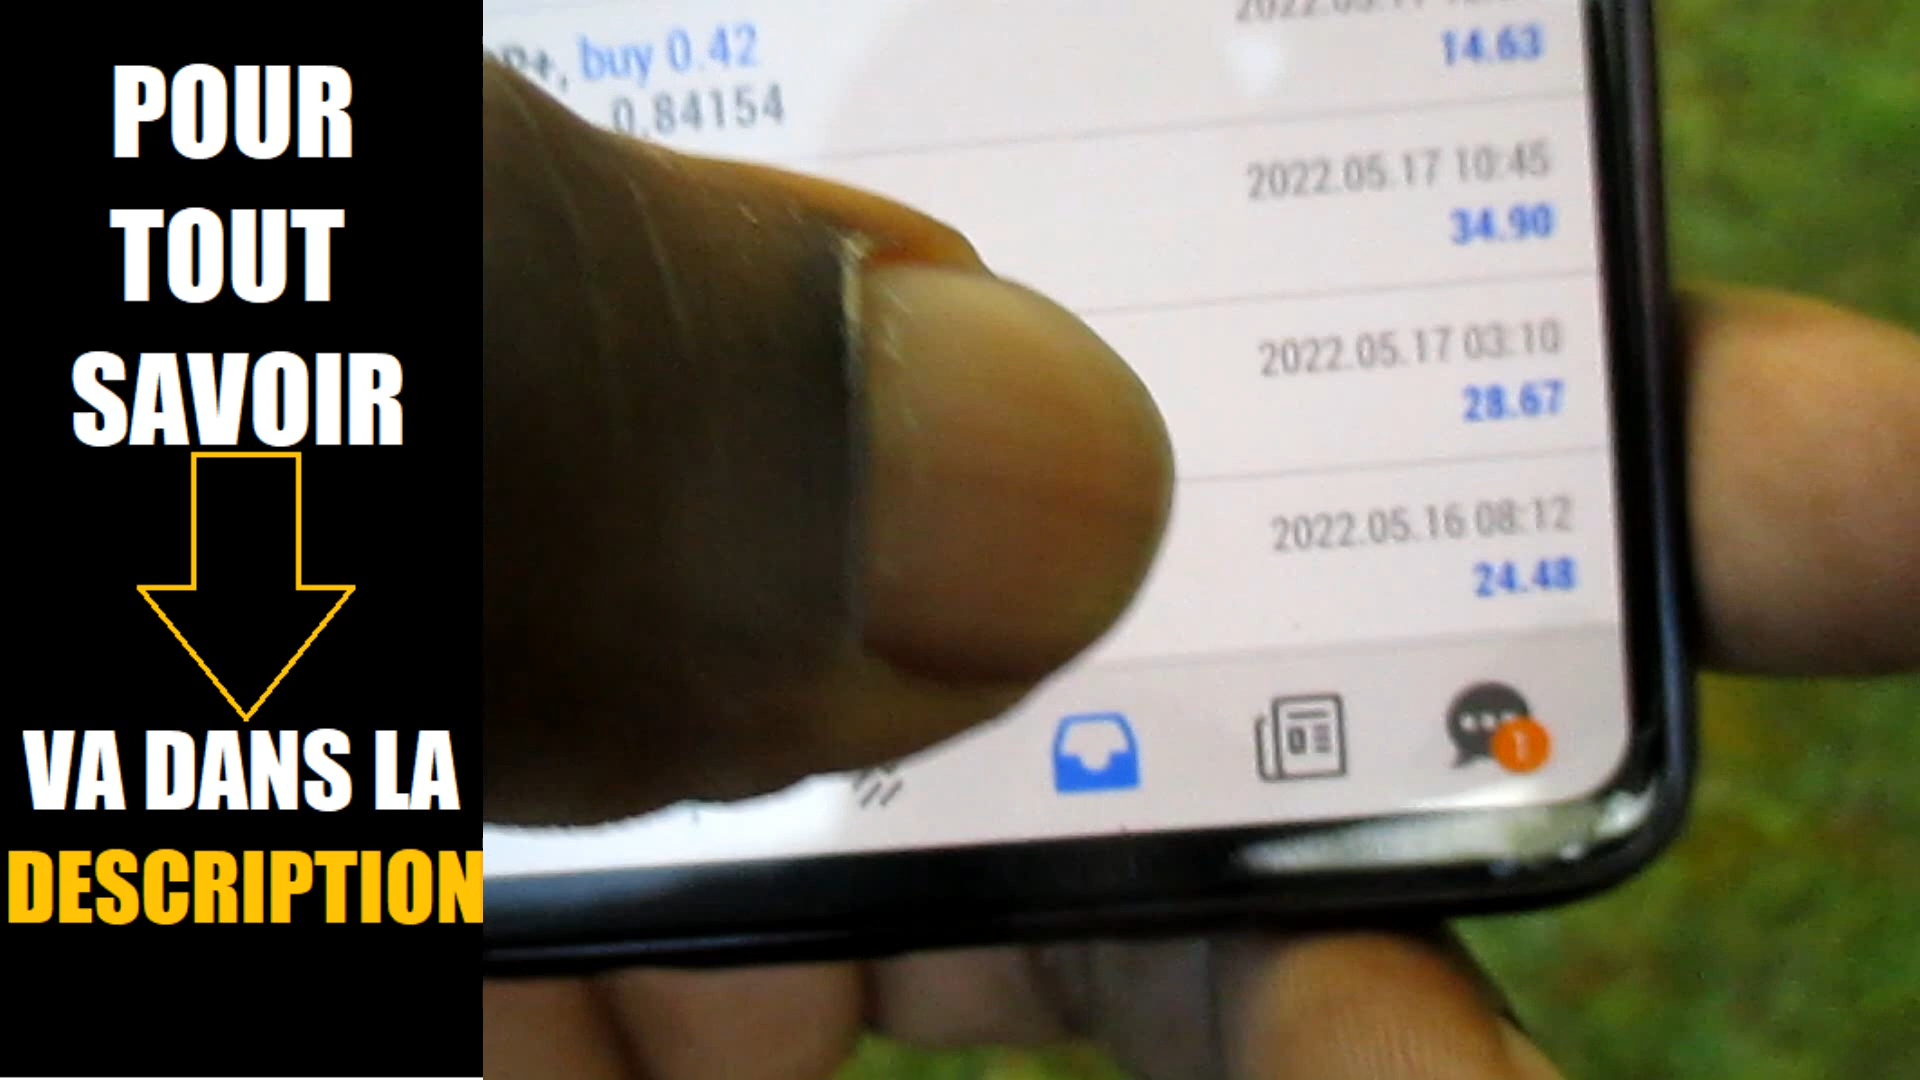 POUR
TOUT
SAVOIR
VA DANS LA
DESCRIPTION
buy 0.42
14.63
0.84154
2022.05.17 10:45
34.90
2022.05.17 03:10
28.67
2022.05.16 08:12
24.48
1